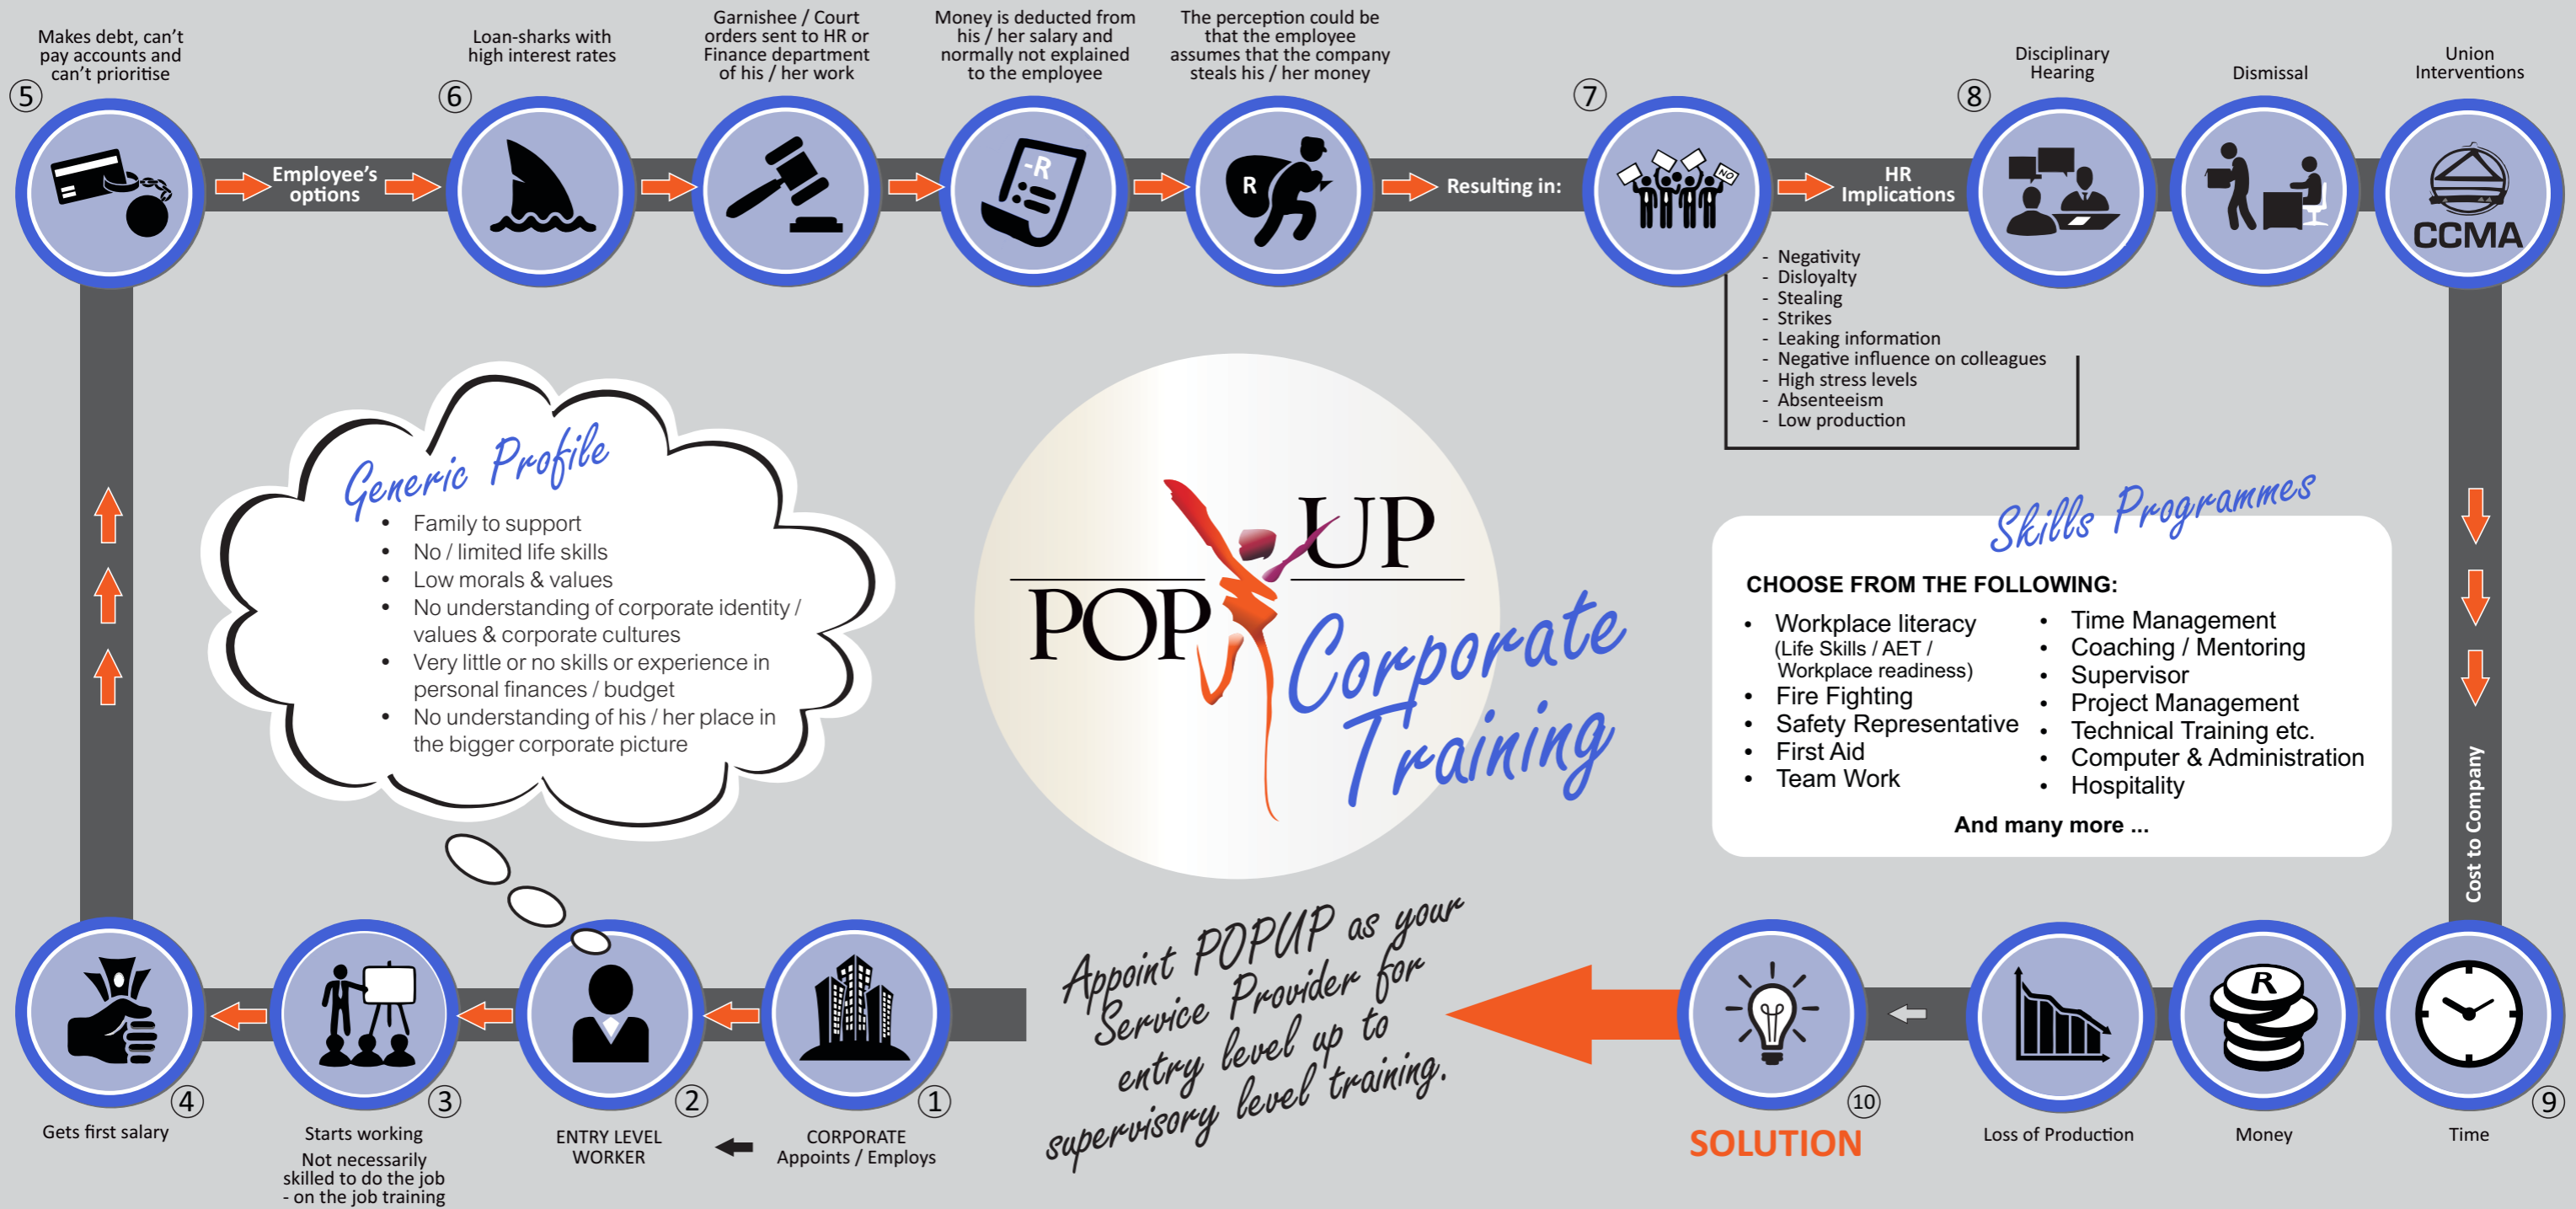 Makes debt, can't
pay accounts and
can't prioritise
5
Employee's
options
Loan-sharks with
high interest rates
6
Garnishee / Court
orders sent to HR or
Finance department
of his / her work
Money is deducted from
his / her salary and
normally not explained
to the employee
-R
The perception could be
that the employee
assumes that the company
steals his / her money
R
Resulting in:
7
NO
HR
Implications
- Negativity
- Disloyalty
- Stealing
- Strikes
- Leaking information
- Negative influence on colleagues
- High stress levels
- Absenteeism
- Low production
8
Disciplinary
Hearing
Dismissal
Union
Interventions
CCMA
Generic Profile
• Family to support
• No / limited life skills
• Low morals & values
• No understanding of corporate identity /
values & corporate cultures
• Very little or no skills or experience in
personal finances / budget
• No understanding of his / her place in
the bigger corporate picture
POP UP
Corporate
Training
Skills Programmes
CHOOSE FROM THE FOLLOWING:
• Workplace literacy
(Life Skills / AET /
Workplace readiness)
• Fire Fighting
• Safety Representative
• First Aid
• Team Work
• Time Management
• Coaching / Mentoring
• Supervisor
• Project Management
• Technical Training etc.
• Computer & Administration
• Hospitality
And many more ...
Cost to Company
4
Gets first salary
3
Starts working
Not necessarily
skilled to do the job
- on the job training
2
ENTRY LEVEL
WORKER
1
CORPORATE
Appoints / Employs
Appoint POPUP as your
Service Provider for
entry level up to
supervisory level training.
10
SOLUTION
Loss of Production
R
Money
9
Time